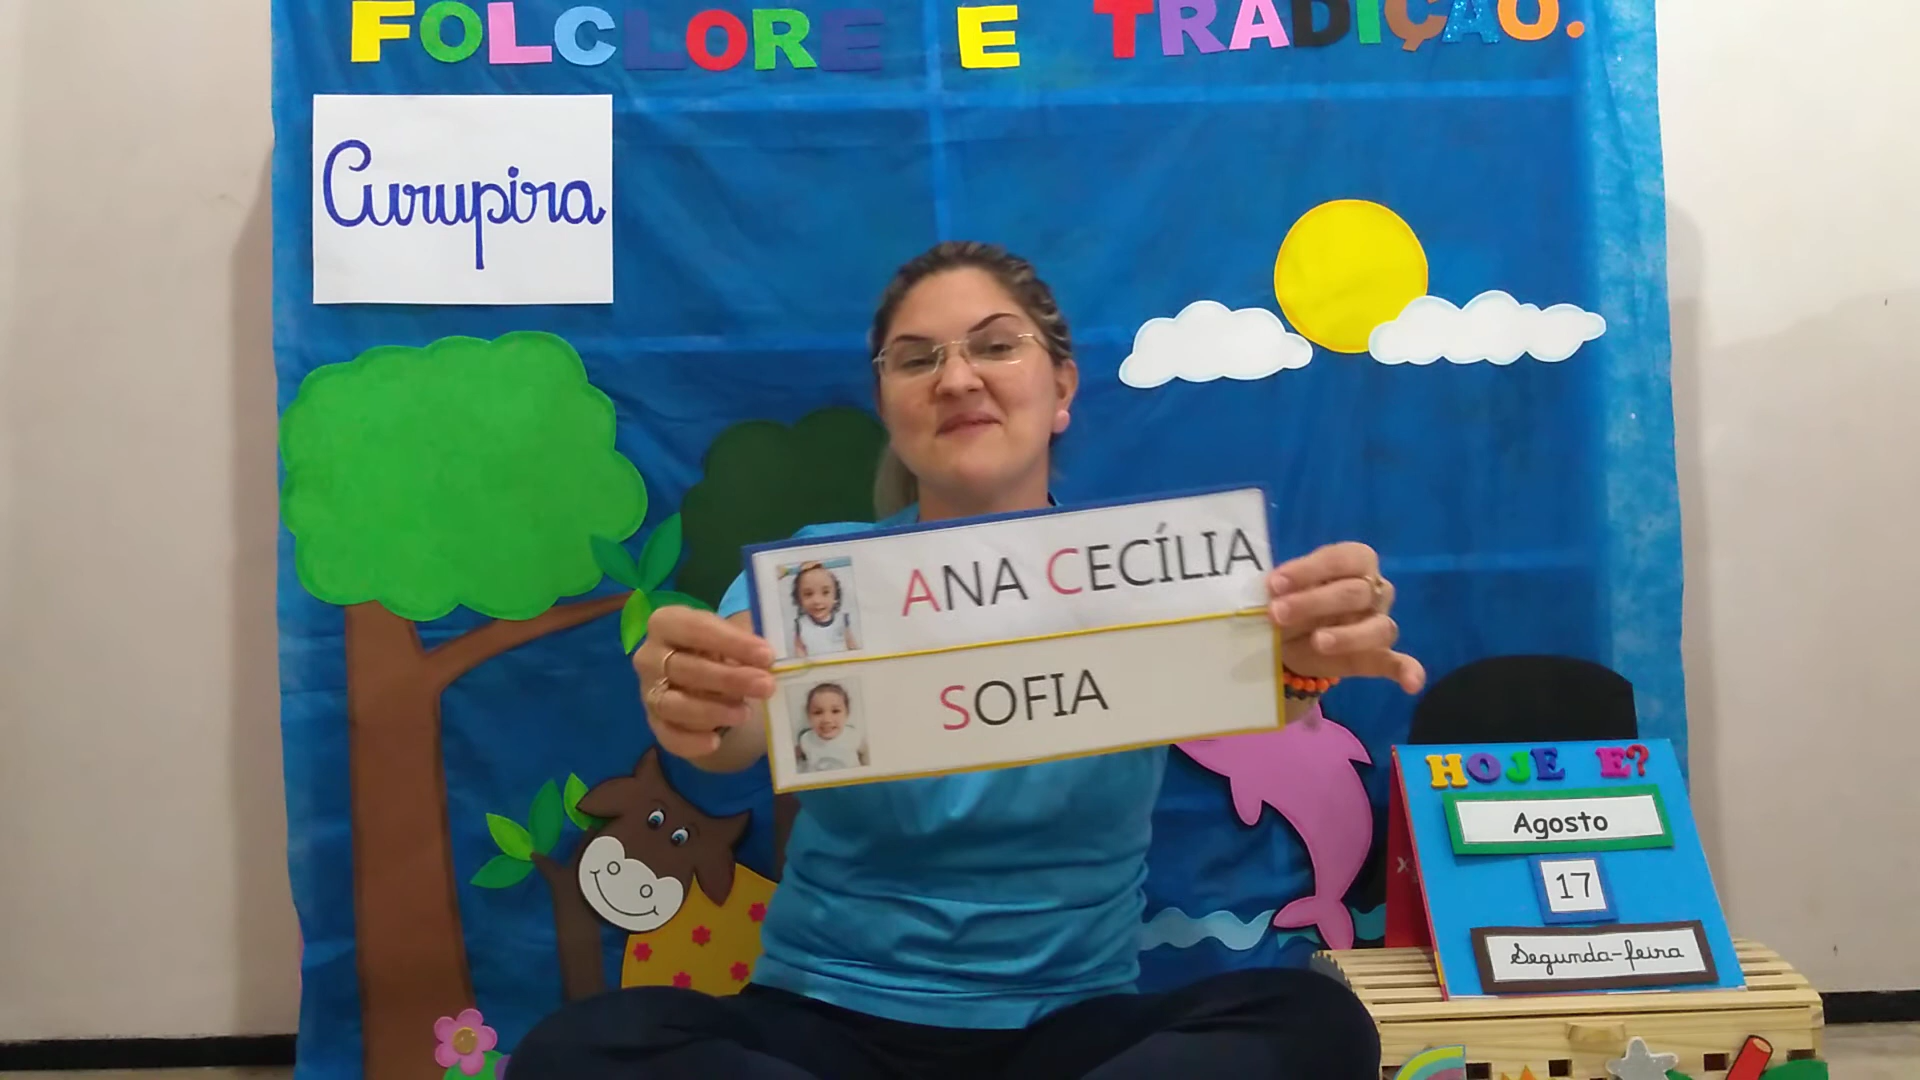 FOLCLORE E TRADIÇÃO.
Curupira
ANA CECÍLIA
SOFIA
HOJE E?
Agosto
17
Segunda-feira